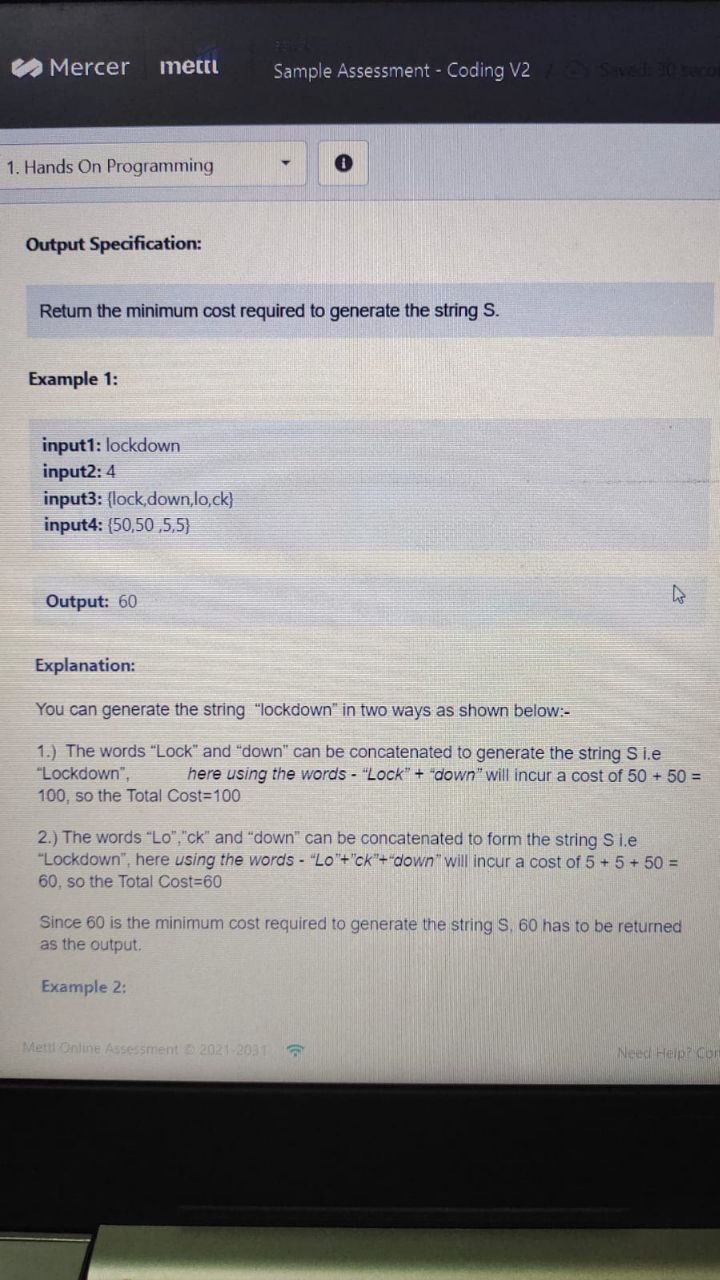 Mercer mettl Sample Assessment - Coding V2 / Saved: 30
1. Hands On Programming
Output Specification:
Return the minimum cost required to generate the string S.
Example 1:
input1: lockdown
input2: 4
input3: {lock,down,lo,ck}
input4: {50,50 ,5,5}
Output: 60
Explanation:
You can generate the string "lockdown" in two ways as shown below:-
1.) The words "Lock" and "down" can be concatenated to generate the string S i.e
"Lockdown", here using the words - "Lock" + "down" will incur a cost of 50 + 50 =
100, so the Total Cost=100
2.) The words "Lo","ck" and "down" can be concatenated to form the string S i.e
"Lockdown", here using the words - "Lo"+"ck"+"down" will incur a cost of 5 + 5 + 50 =
60, so the Total Cost=60
Since 60 is the minimum cost required to generate the string S, 60 has to be returned
as the output.
Example 2:
Mettl Online Assessment © 2021-2031 Need Help?